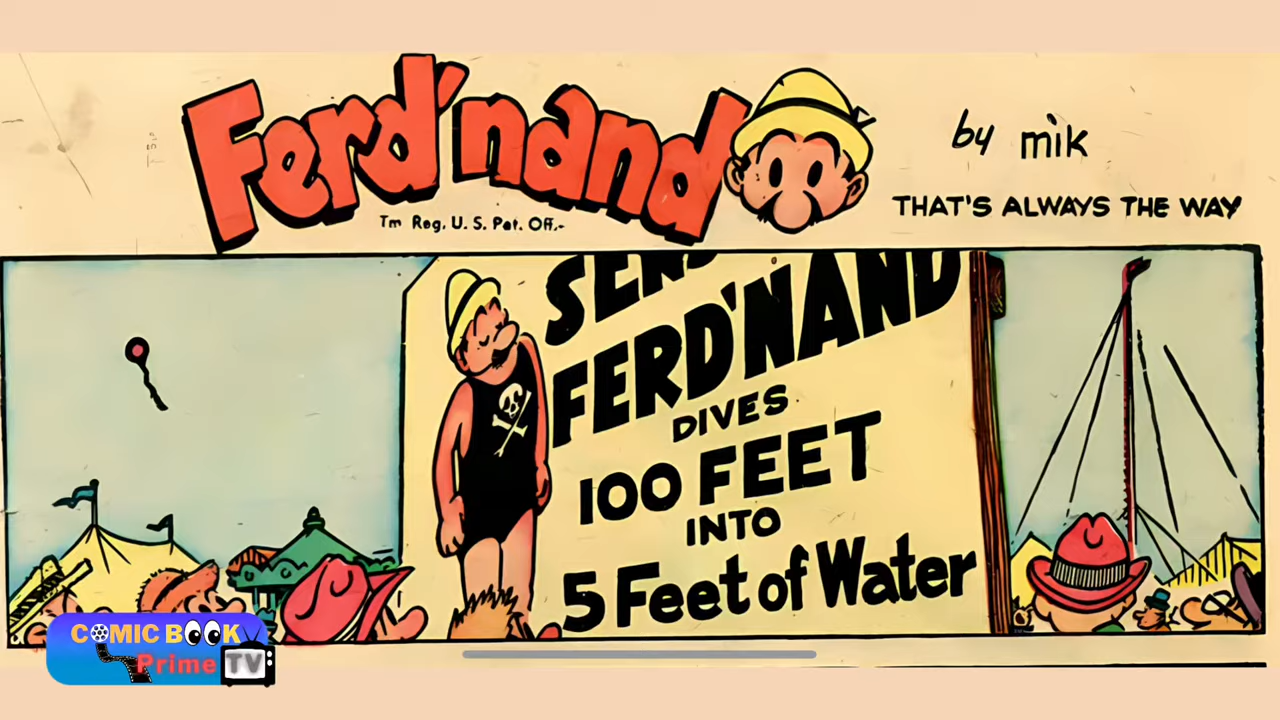 Ferd'nand
by mik
Tm Reg. U. S. Pat. Off.-
THAT'S ALWAYS THE WAY
FERD'NAND
DIVES
100 FEET
INTO
5 Feet of Water
COMIC BOOK
Prime TV